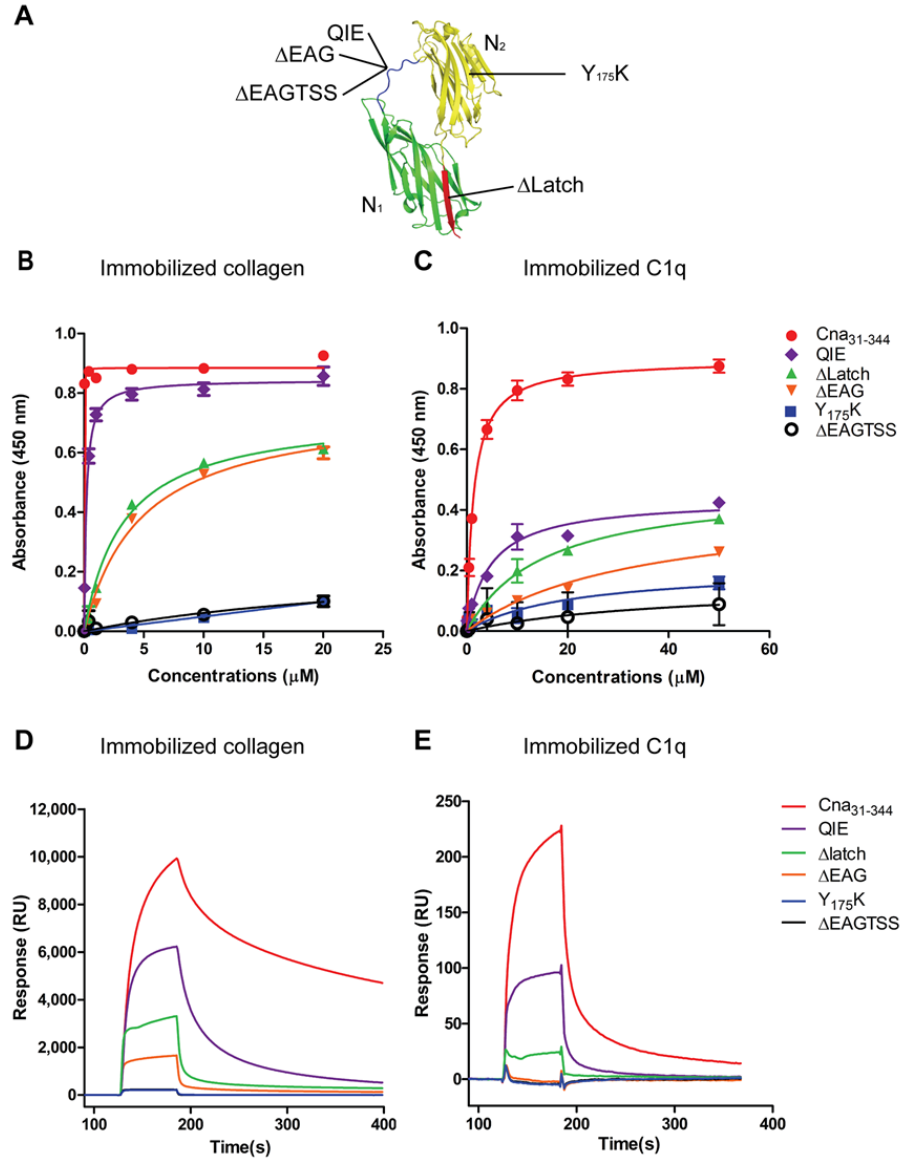 A
QIE
ΔEAG
ΔEAGTSS
N₂
Y₁₇₅K
N₁
ΔLatch
B
Immobilized collagen
Absorbance (450 nm)
1.0
0.8
0.6
0.4
0.2
0.0
0 5 10 15 20 25
Concentrations (μM)
C
Immobilized C1q
Absorbance (450 nm)
1.0
0.8
0.6
0.4
0.2
0.0
0 20 40 60
Concentrations (μM)
Cna₃₁₋₃₄₄
QIE
ΔLatch
ΔEAG
Y₁₇₅K
ΔEAGTSS
D
Immobilized collagen
Response (RU)
12,000
10,000
8,000
6,000
4,000
2,000
0
100 200 300 400
Time(s)
E
Immobilized C1q
Response (RU)
250
200
150
100
50
0
100 200 300 400
Time(s)
Cna₃₁₋₃₄₄
QIE
Δlatch
ΔEAG
Y₁₇₅K
ΔEAGTSS